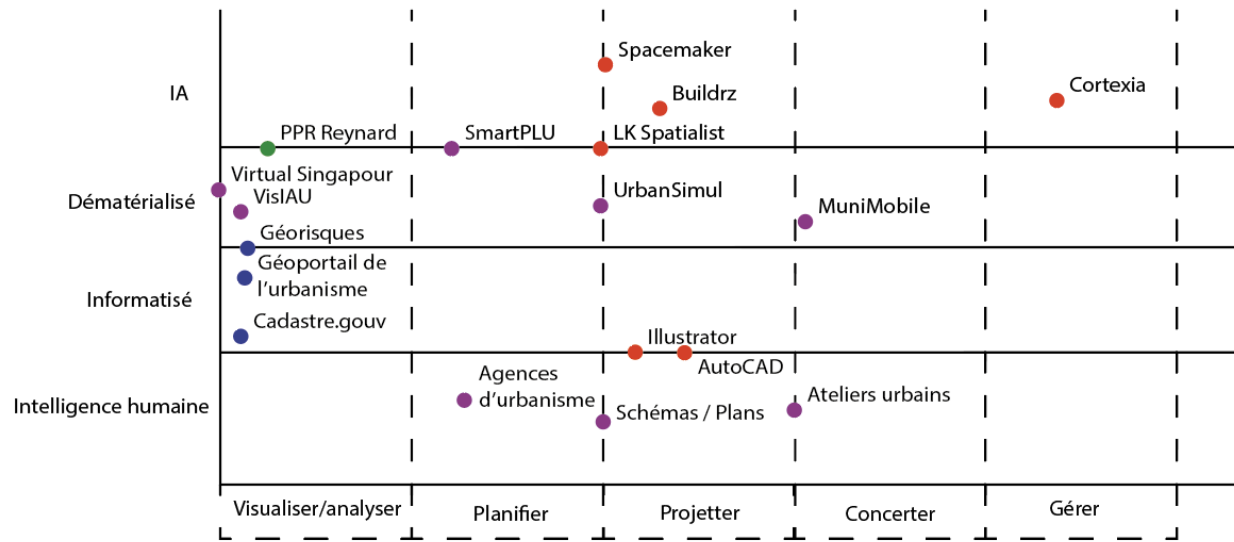 Spacemaker
IA
Buildrz
Cortexia
PPR Reynard
SmartPLU
LK Spatialist
Virtual Singapour
Dématérialisé
VisIAU
UrbanSimul
MuniMobile
Géorisques
Géoportail de
l'urbanisme
Informatisé
Cadastre.gouv
Illustrator
AutoCAD
Intelligence humaine
Agences
d'urbanisme
Schémas / Plans
Ateliers urbains
Visualiser/analyser
Planifier
Projetter
Concerter
Gérer